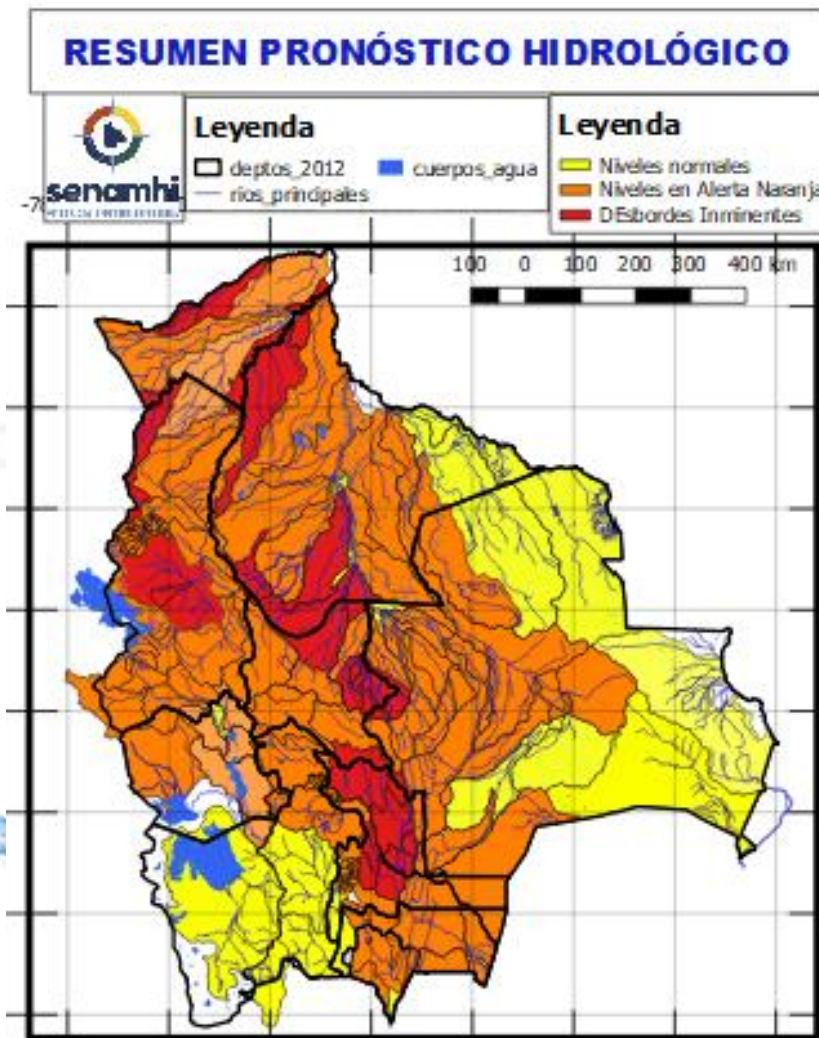 RESUMEN PRONÓSTICO HIDROLÓGICO
senamhi
Leyenda
deptos_2012
cuerpos_agua
rios_principales
Leyenda
Niveles normales
Niveles en Alerta Naranja
DEsbordes Inminentes
100 0 100 200 300 400 km